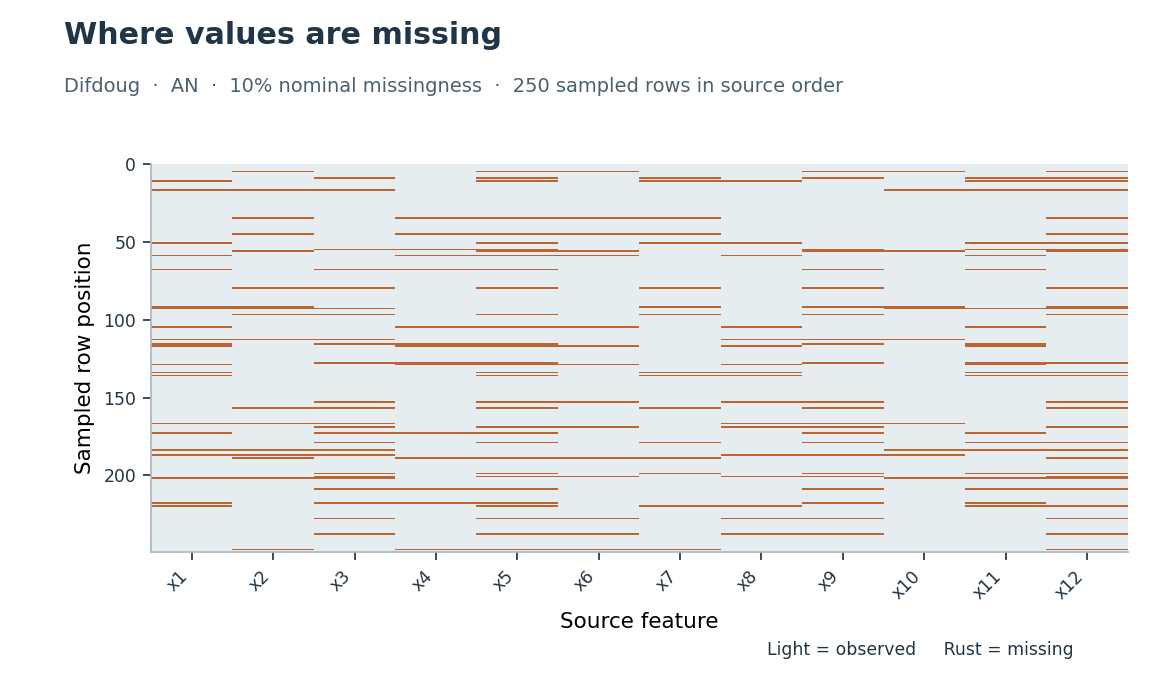 Where values are missing
Difdoug · AN · 10% nominal missingness · 250 sampled rows in source order
0
50
100
150
200
Sampled row position
x1 x2 x3 x4 x5 x6 x7 x8 x9 x10 x11 x12
Source feature
Light = observed Rust = missing